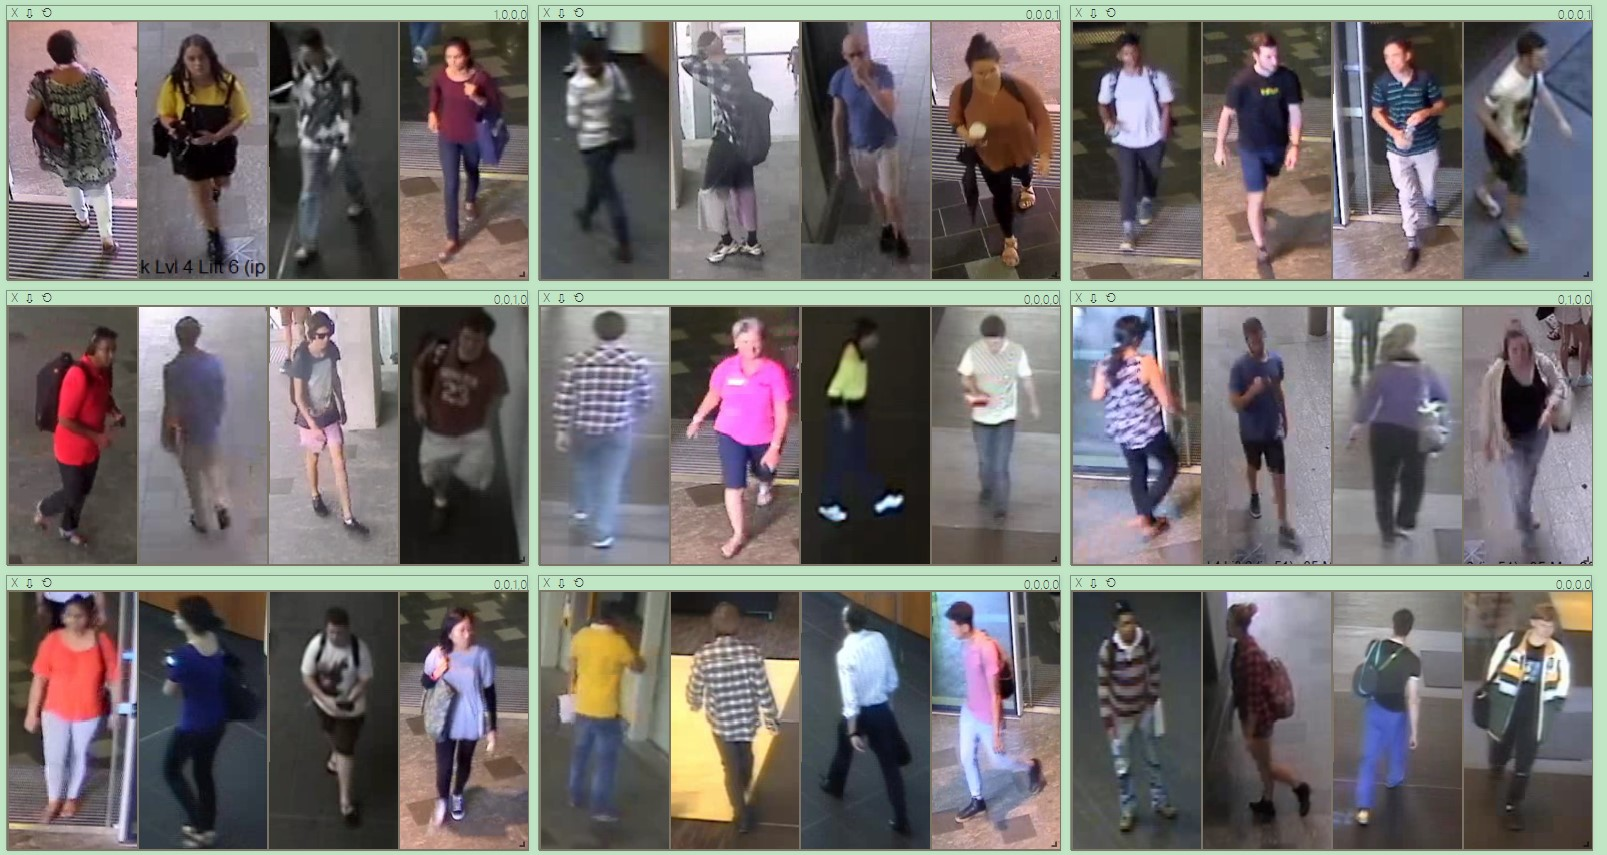 X ⇩ ⟲ 1,0,0,0
X ⇩ ⟲ 0,0,0,1
X ⇩ ⟲ 0,0,0,1
k Lvl 4 Lift 6 (ip
X ⇩ ⟲ 0,0,1,0
X ⇩ ⟲ 0,0,0,0
X ⇩ ⟲ 0,1,0,0
23
X ⇩ ⟲ 0,0,1,0
X ⇩ ⟲ 0,0,0,0
X ⇩ ⟲ 0,0,0,0